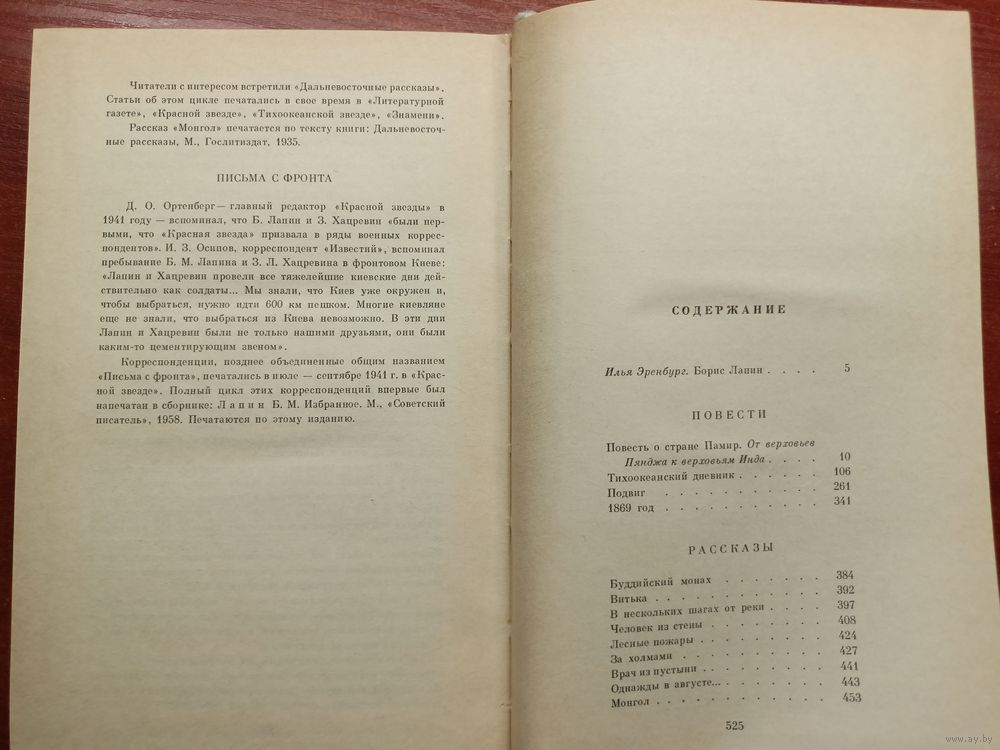 Читатели с интересом встретили «Дальневосточные рассказы».
Статьи об этом цикле печатались в свое время в «Литературной
газете», «Красной звезде», «Тихоокеанской звезде», «Знамени».
Рассказ «Монгол» печатается по тексту книги: Дальневосточ-
ные рассказы, М., Гослитиздат, 1935.
ПИСЬМА С ФРОНТА
Д. О. Ортенберг — главный редактор «Красной звезды» в
1941 году — вспоминал, что Б. Лапин и З. Хацревин «были пер-
выми, что «Красная звезда» призвала в ряды военных коррес-
пондентов». И. З. Осипов, корреспондент «Известий», вспоминал
пребывание Б. М. Лапина и З. Л. Хацревина в фронтовом Киеве:
«Лапин и Хацревин провели все тяжелейшие киевские дни дей-
ствительно как солдаты... Мы знали, что Киев уже окружен и,
чтобы выбраться, нужно идти 600 км пешком. Многие киевляне
еще не знали, что выбраться из Киева невозможно. В эти дни
Лапин и Хацревин были не только нашими друзьями, они были
каким-то цементирующим звеном».
Корреспонденции, позднее объединенные общим названием
«Письма с фронта», печатались в июле — сентябре 1941 г. в «Крас-
ной звезде». Полный цикл этих корреспонденций впервые был
напечатан в сборнике: Лапин Б. М. Избранное. М., «Советский
писатель», 1958. Печатаются по этому изданию.
СОДЕРЖАНИЕ
Илья Эренбург. Борис Лапин . . . . 5
ПОВЕСТИ
Повесть о стране Памир. От верховьев
Пянджа к верховьям Инда . . . . 10
Тихоокеанский дневник . . . . . . 106
Подвиг . . . . . . . . . . . 261
1869 год . . . . . . . . . . . 341
РАССКАЗЫ
Буддийский монах . . . . . . . 384
Витька . . . . . . . . . . . 392
В нескольких шагах от реки . . . . 397
Человек из стены . . . . . . . . 408
Лесные пожары . . . . . . . . 424
За холмами . . . . . . . . . 427
Врач из пустыни . . . . . . . . 441
Однажды в августе... . . . . . . . 443
Монгол . . . . . . . . . . . 453
525
www.ay.by